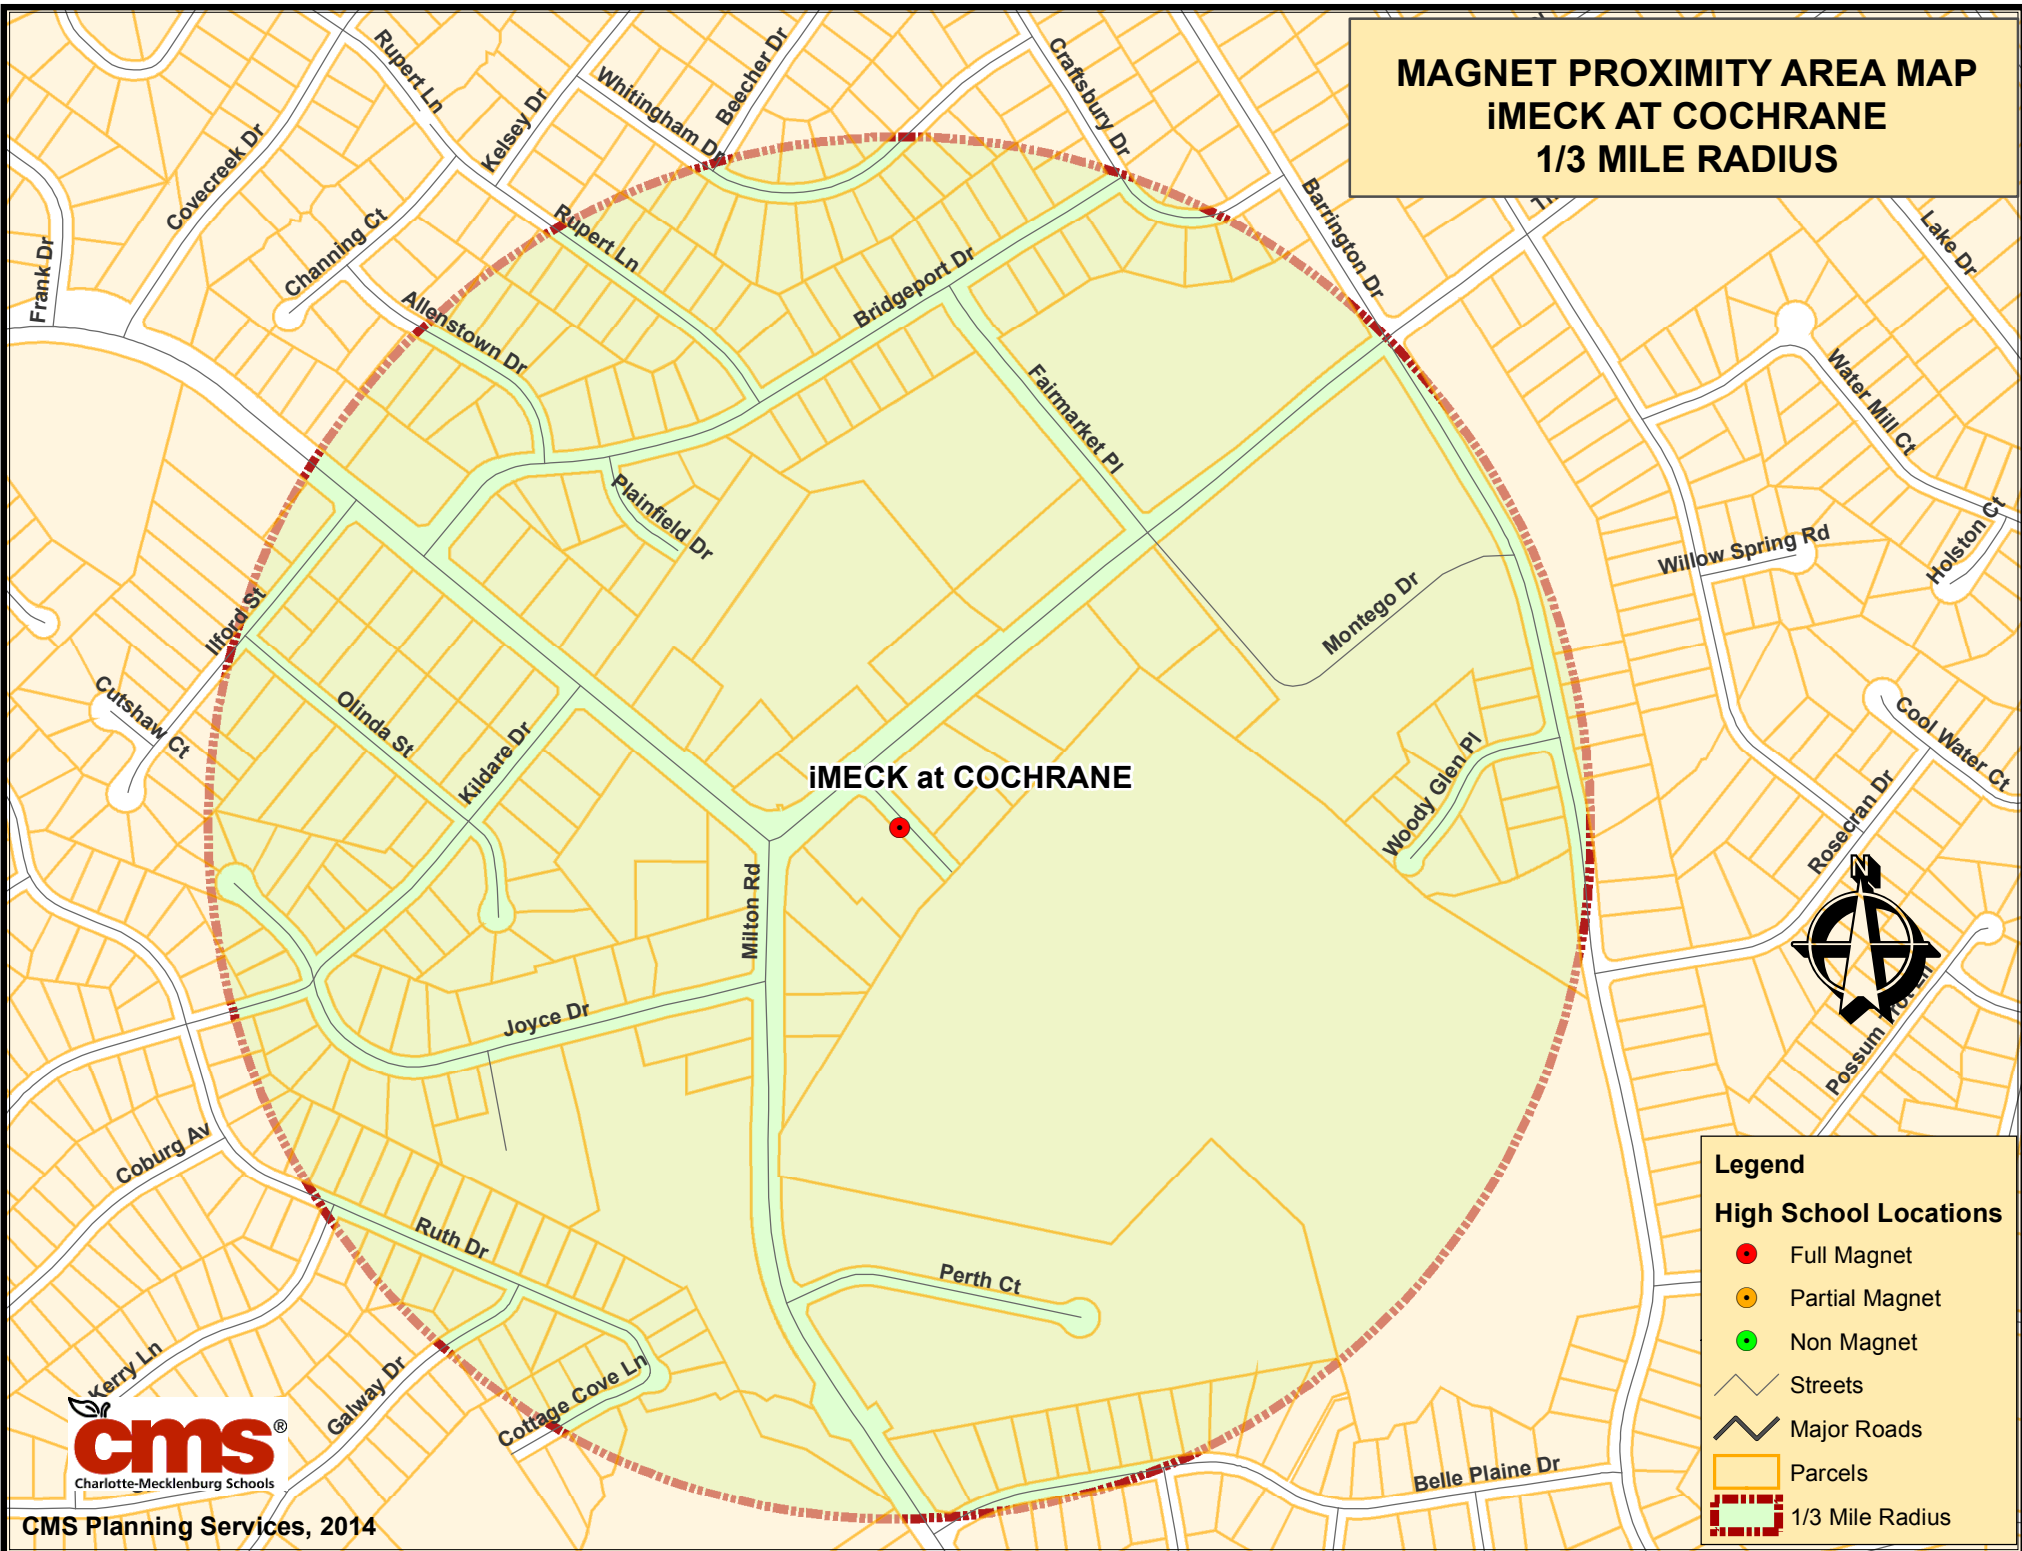 MAGNET PROXIMITY AREA MAP
iMECK AT COCHRANE
1/3 MILE RADIUS
Rupert Ln
Kelsey Dr
Whitingham Dr
Beecher Dr
Craftsbury Dr
Covecreek Dr
Channing Ct
Frank Dr
Rupert Ln
Barrington Dr
Lake Dr
Allenstown Dr
Bridgeport Dr
Fairmarket Pl
Water Mill Ct
Plainfield Dr
Willow Spring Rd
Holston Ct
Ilford St
Montego Dr
Cutshaw Ct
Olinda St
Kildare Dr
iMECK at COCHRANE
Woody Glen Pl
Cool Water Ct
Rosecran Dr
Milton Rd
N
Joyce Dr
Possum Trot Ln
Coburg Av
Ruth Dr
Perth Ct
Kerry Ln
Galway Dr
Cottage Cove Ln
Belle Plaine Dr
Legend
High School Locations
Full Magnet
Partial Magnet
Non Magnet
Streets
Major Roads
Parcels
1/3 Mile Radius
cms®
Charlotte-Mecklenburg Schools
CMS Planning Services, 2014